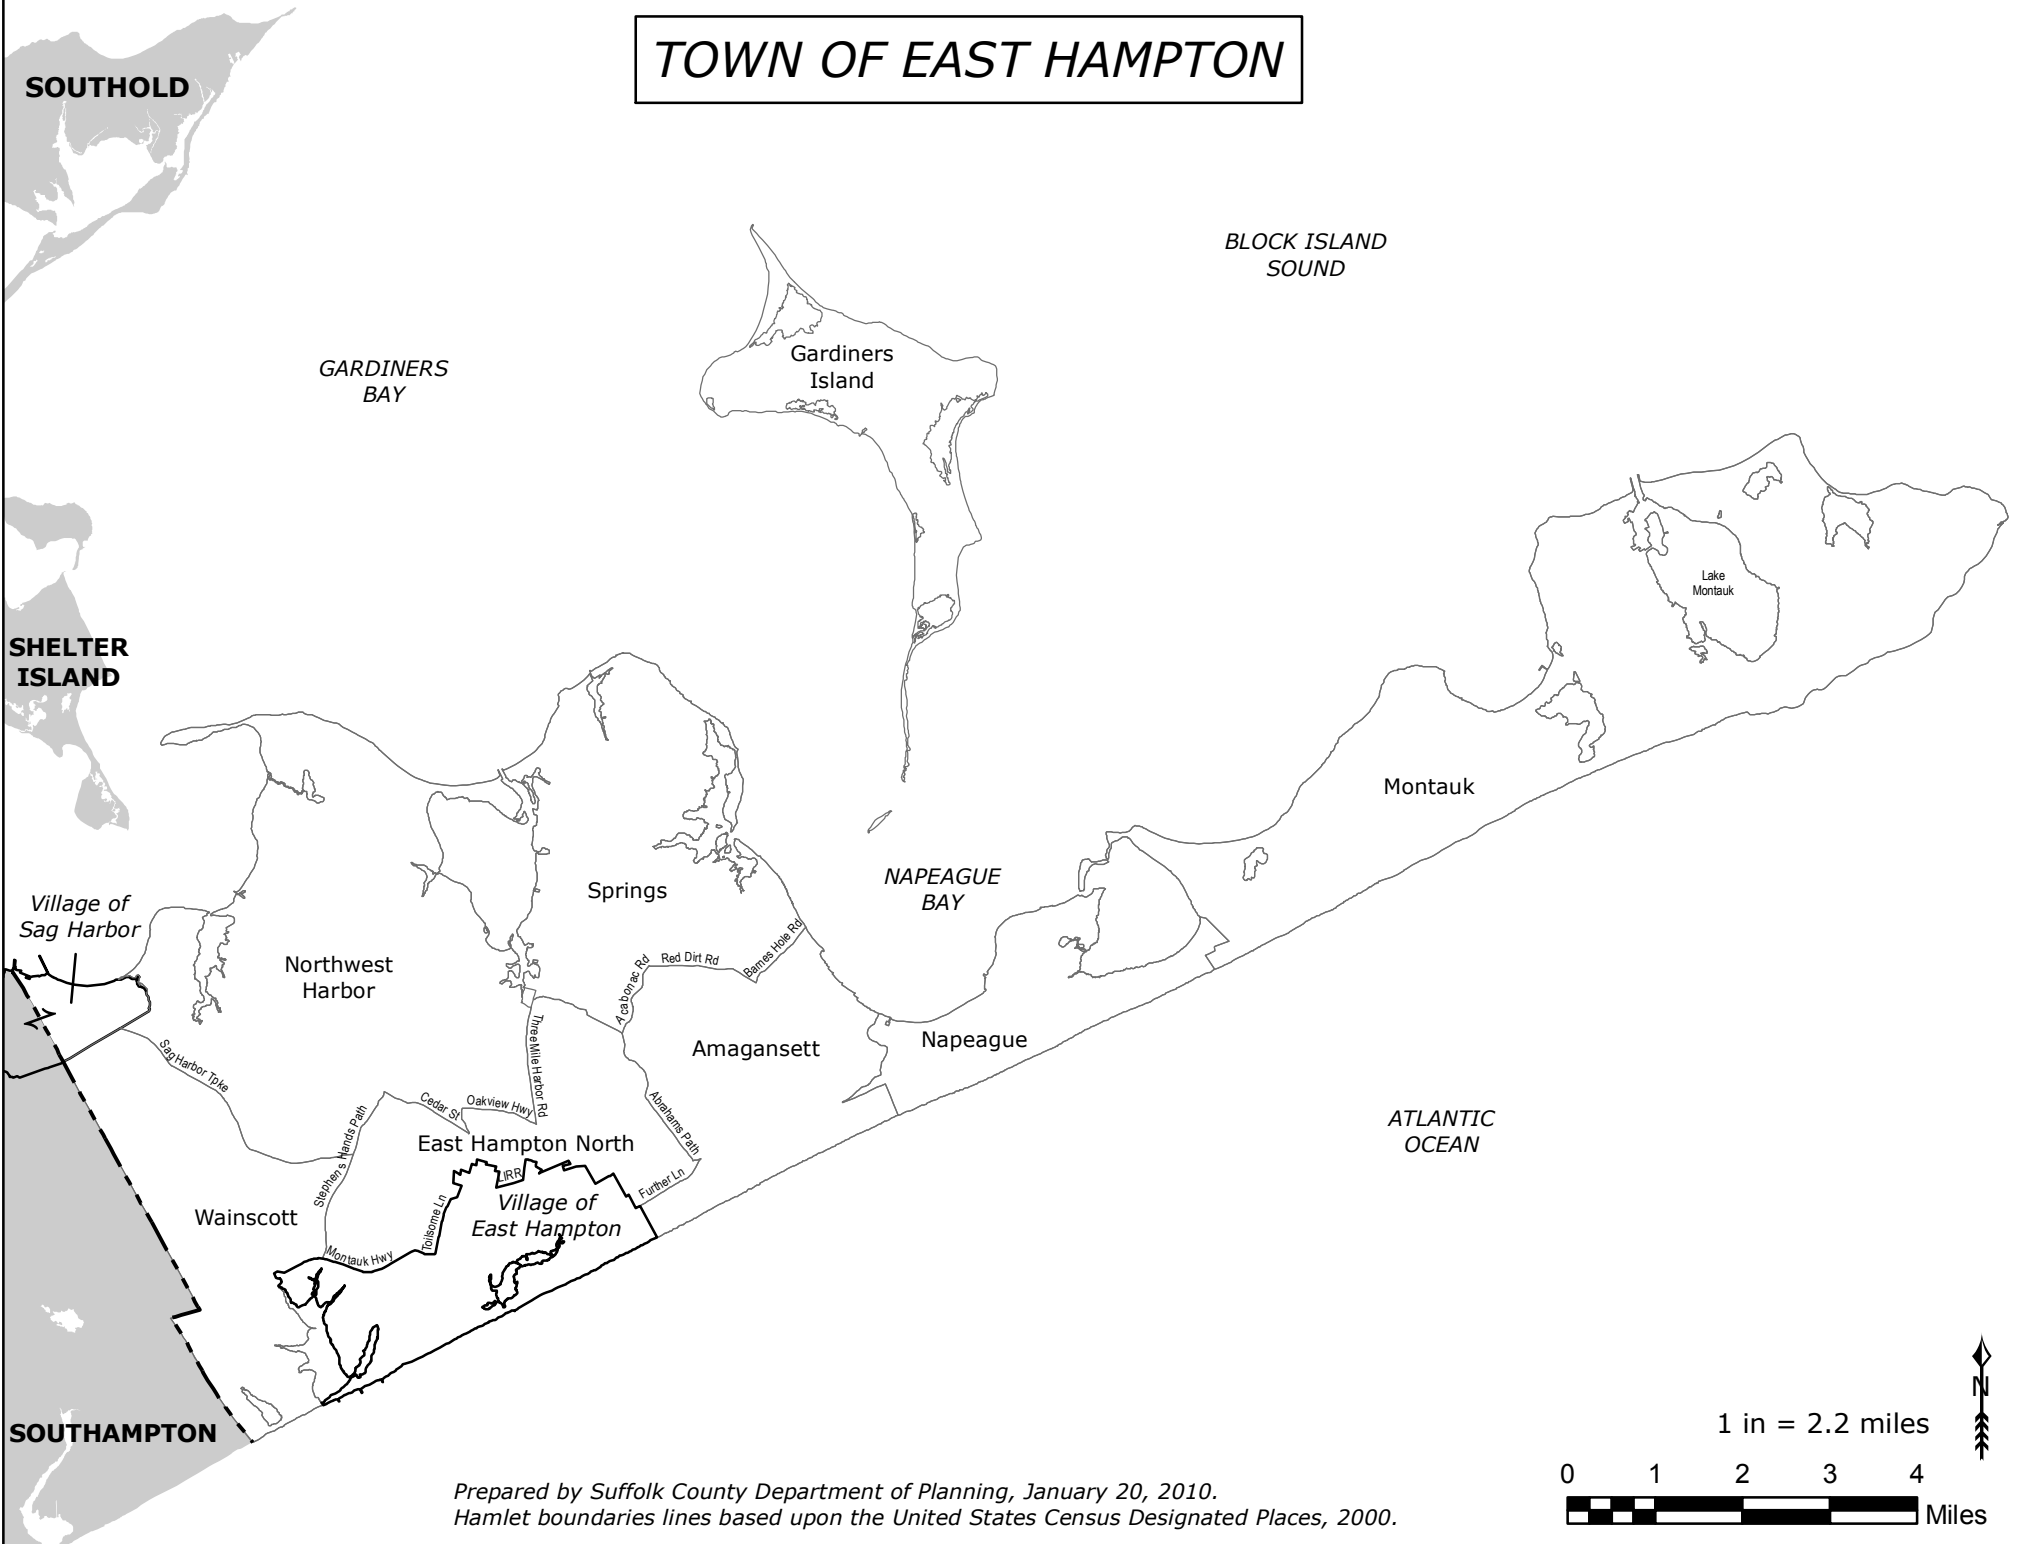 TOWN OF EAST HAMPTON
SOUTHOLD
BLOCK ISLAND
SOUND
GARDINERS
BAY
Gardiners
Island
Lake
Montauk
SHELTER
ISLAND
Montauk
NAPEAGUE
BAY
Springs
Village of
Sag Harbor
Northwest
Harbor
Barnes Hole Rd
Red Dirt Rd
Acabonac Rd
Three Mile Harbor Rd
Napeague
Amagansett
Sag Harbor Tpke
Cedar St
Oakview Hwy
Abrahams Path
ATLANTIC
OCEAN
East Hampton North
Stephen's Hands Path
LIRR
Further Ln
Village of
East Hampton
Toilsome Ln
Wainscott
Montauk Hwy
SOUTHAMPTON
N
1 in = 2.2 miles
0 1 2 3 4
Miles
Prepared by Suffolk County Department of Planning, January 20, 2010.
Hamlet boundaries lines based upon the United States Census Designated Places, 2000.